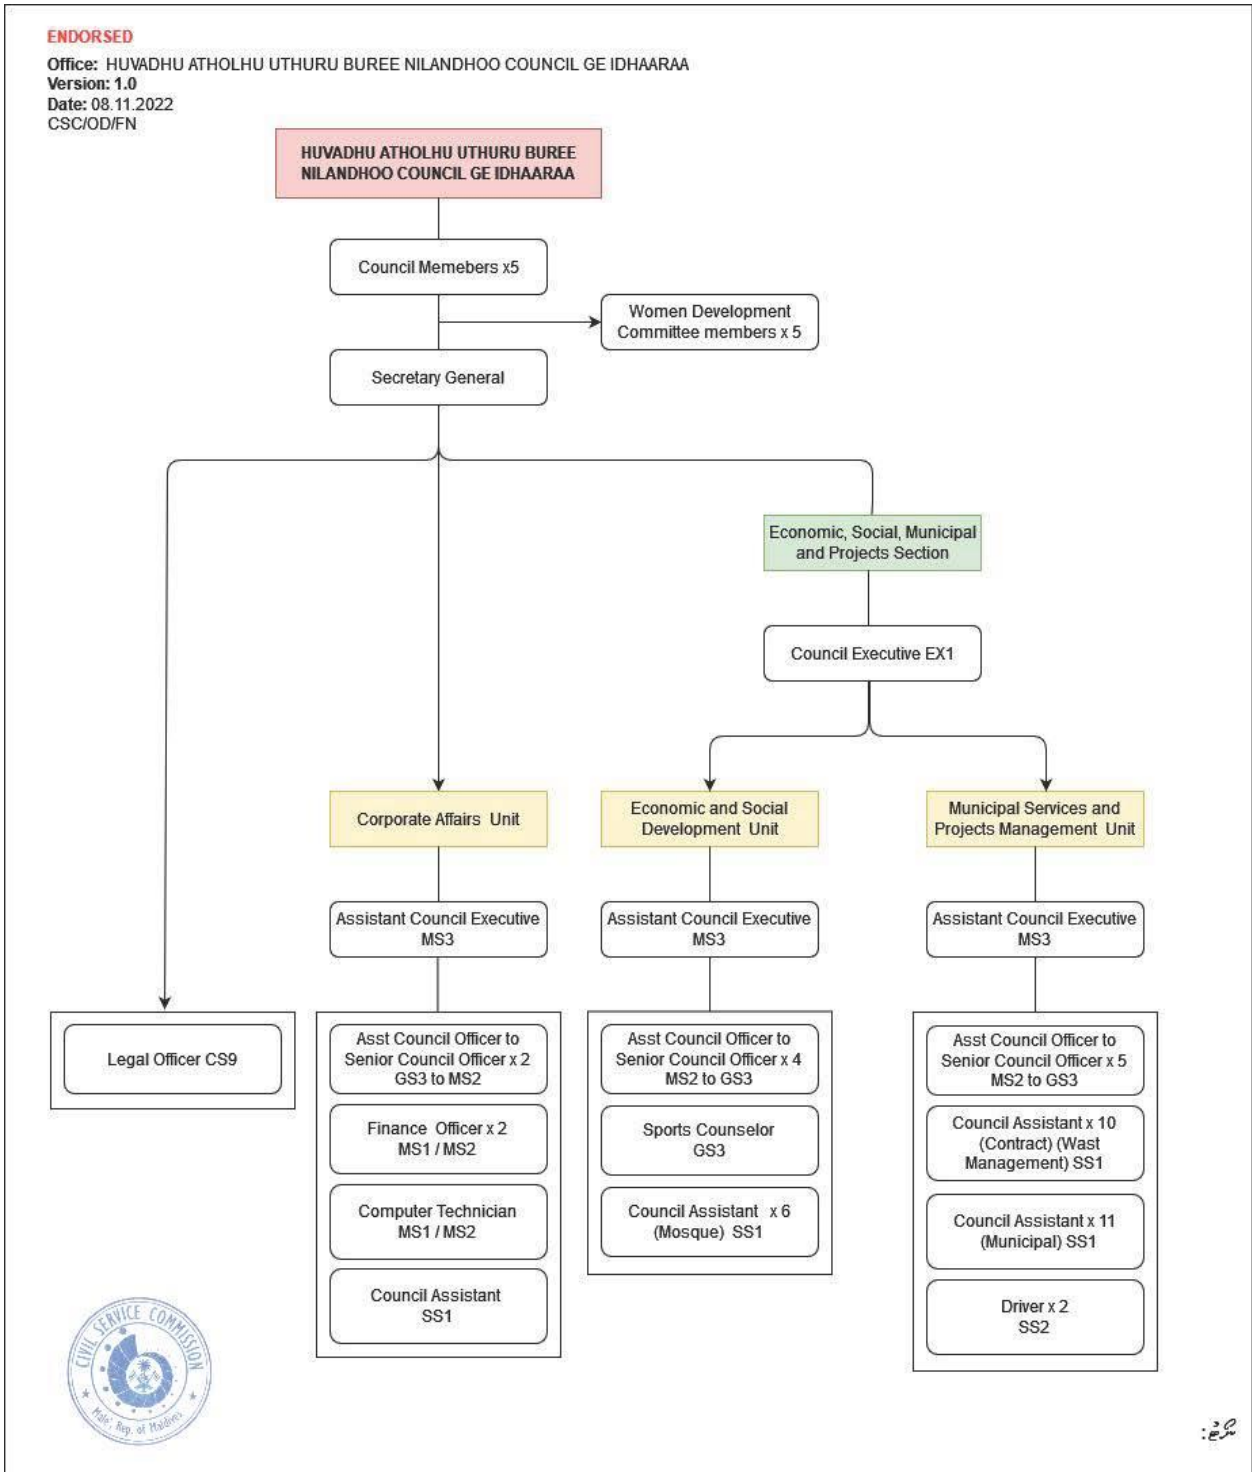 ENDORSED
Office: HUVADHU ATHOLHU UTHURU BUREE NILANDHOO COUNCIL GE IDHAARAA
Version: 1.0
Date: 08.11.2022
CSC/OD/FN
HUVADHU ATHOLHU UTHURU BUREE
NILANDHOO COUNCIL GE IDHAARAA
Council Memebers x5
Women Development
Committee members x 5
Secretary General
Economic, Social, Municipal
and Projects Section
Council Executive EX1
Corporate Affairs Unit
Economic and Social
Development Unit
Municipal Services and
Projects Management Unit
Assistant Council Executive
MS3
Assistant Council Executive
MS3
Assistant Council Executive
MS3
Legal Officer CS9
Asst Council Officer to
Senior Council Officer x 2
GS3 to MS2
Finance Officer x 2
MS1 / MS2
Computer Technician
MS1 / MS2
Council Assistant
SS1
Asst Council Officer to
Senior Council Officer x 4
MS2 to GS3
Sports Counselor
GS3
Council Assistant x 6
(Mosque) SS1
Asst Council Officer to
Senior Council Officer x 5
MS2 to GS3
Council Assistant x 10
(Contract) (Wast
Management) SS1
Council Assistant x 11
(Municipal) SS1
Driver x 2
SS2
CIVIL SERVICE COMMISSION
Male', Rep. of Maldives
ނޯޓު: